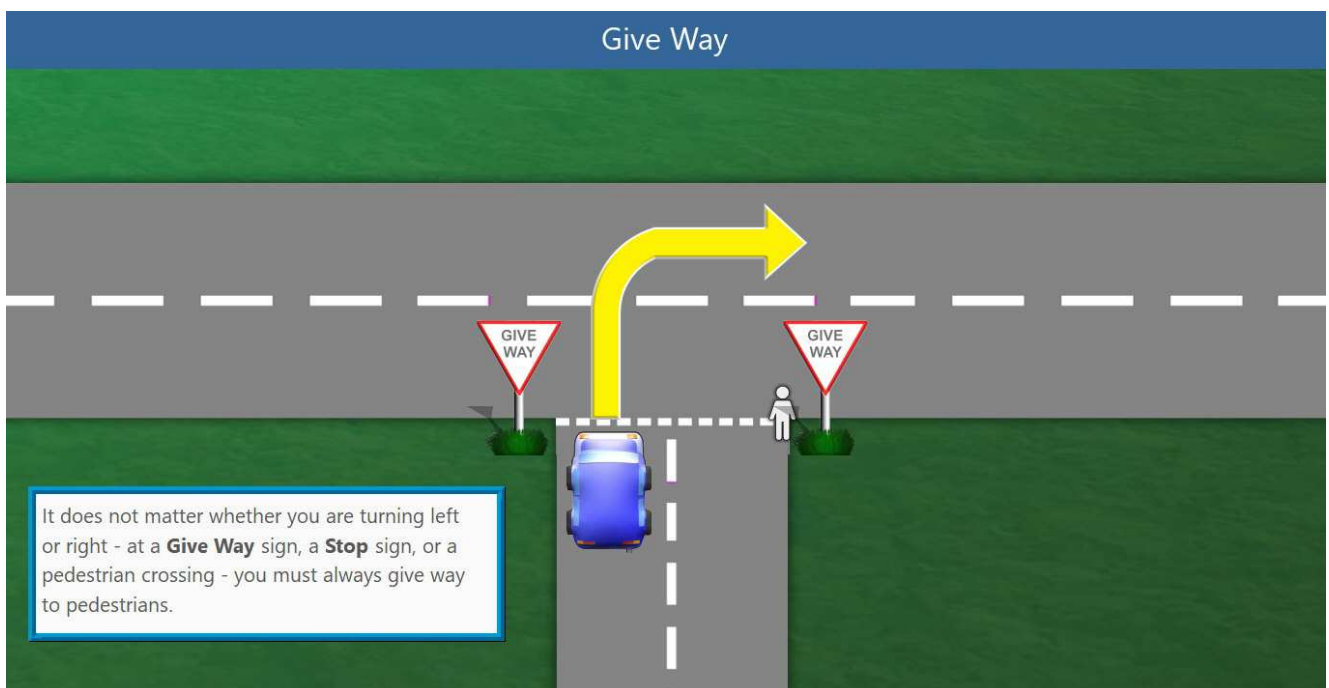 Give Way
GIVE
WAY
GIVE
WAY
It does not matter whether you are turning left
or right - at a Give Way sign, a Stop sign, or a
pedestrian crossing - you must always give way
to pedestrians.